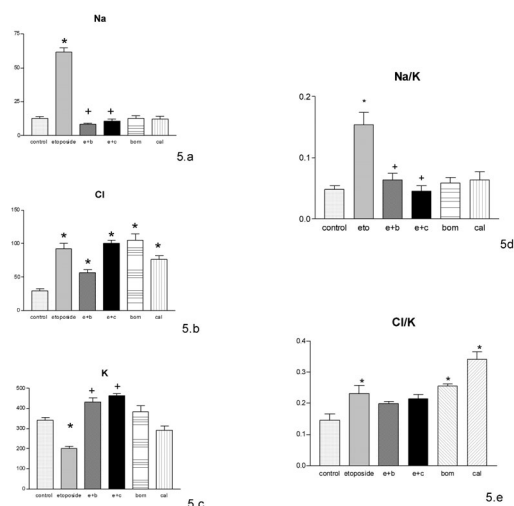 Na
75
*
50
25
+ +
0
control etoposide e+b e+c bom cal
5.a
Cl
150
* * * * *
100
50
0
control etoposide e+b e+c bom cal
5.b
K
500
+ +
400
300
*
200
100
0
control etoposide e+b e+c bom cal
5.c
Na/K
0.2
*
0.1
+ +
0.0
control eto e+b e+c bom cal
5d
Cl/K
0.4
*
0.3
* *
0.2
0.1
0.0
control etoposide e+b e+c bom cal
5.e